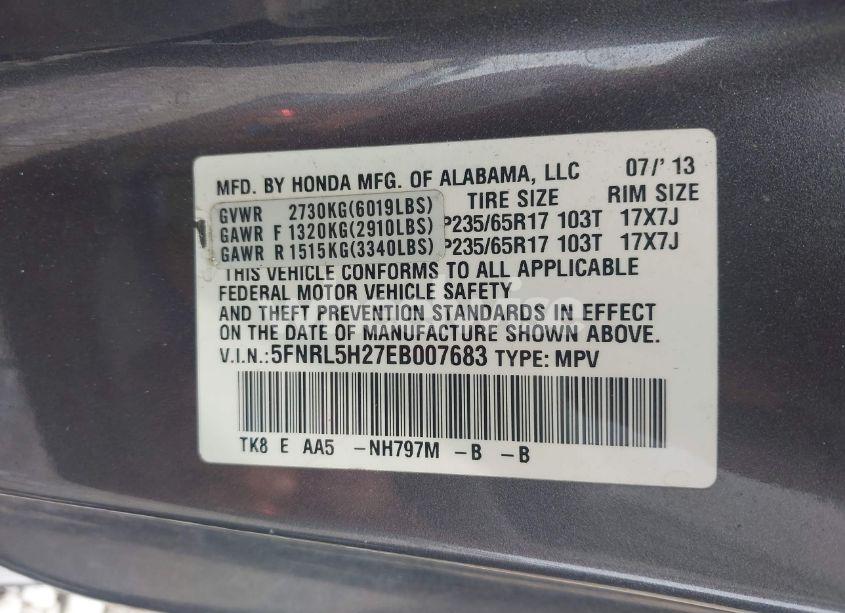 MFD. BY HONDA MFG. OF ALABAMA, LLC 07/'13
TIRE SIZE RIM SIZE
GVWR 2730KG(6019LBS)
GAWR F 1320KG(2910LBS) P235/65R17 103T 17X7J
GAWR R 1515KG(3340LBS) P235/65R17 103T 17X7J
THIS VEHICLE CONFORMS TO ALL APPLICABLE
FEDERAL MOTOR VEHICLE SAFETY
AND THEFT PREVENTION STANDARDS IN EFFECT
ON THE DATE OF MANUFACTURE SHOWN ABOVE.
V.I.N.:5FNRL5H27EB007683 TYPE: MPV
TK8 E AA5 -NH797M -B -B